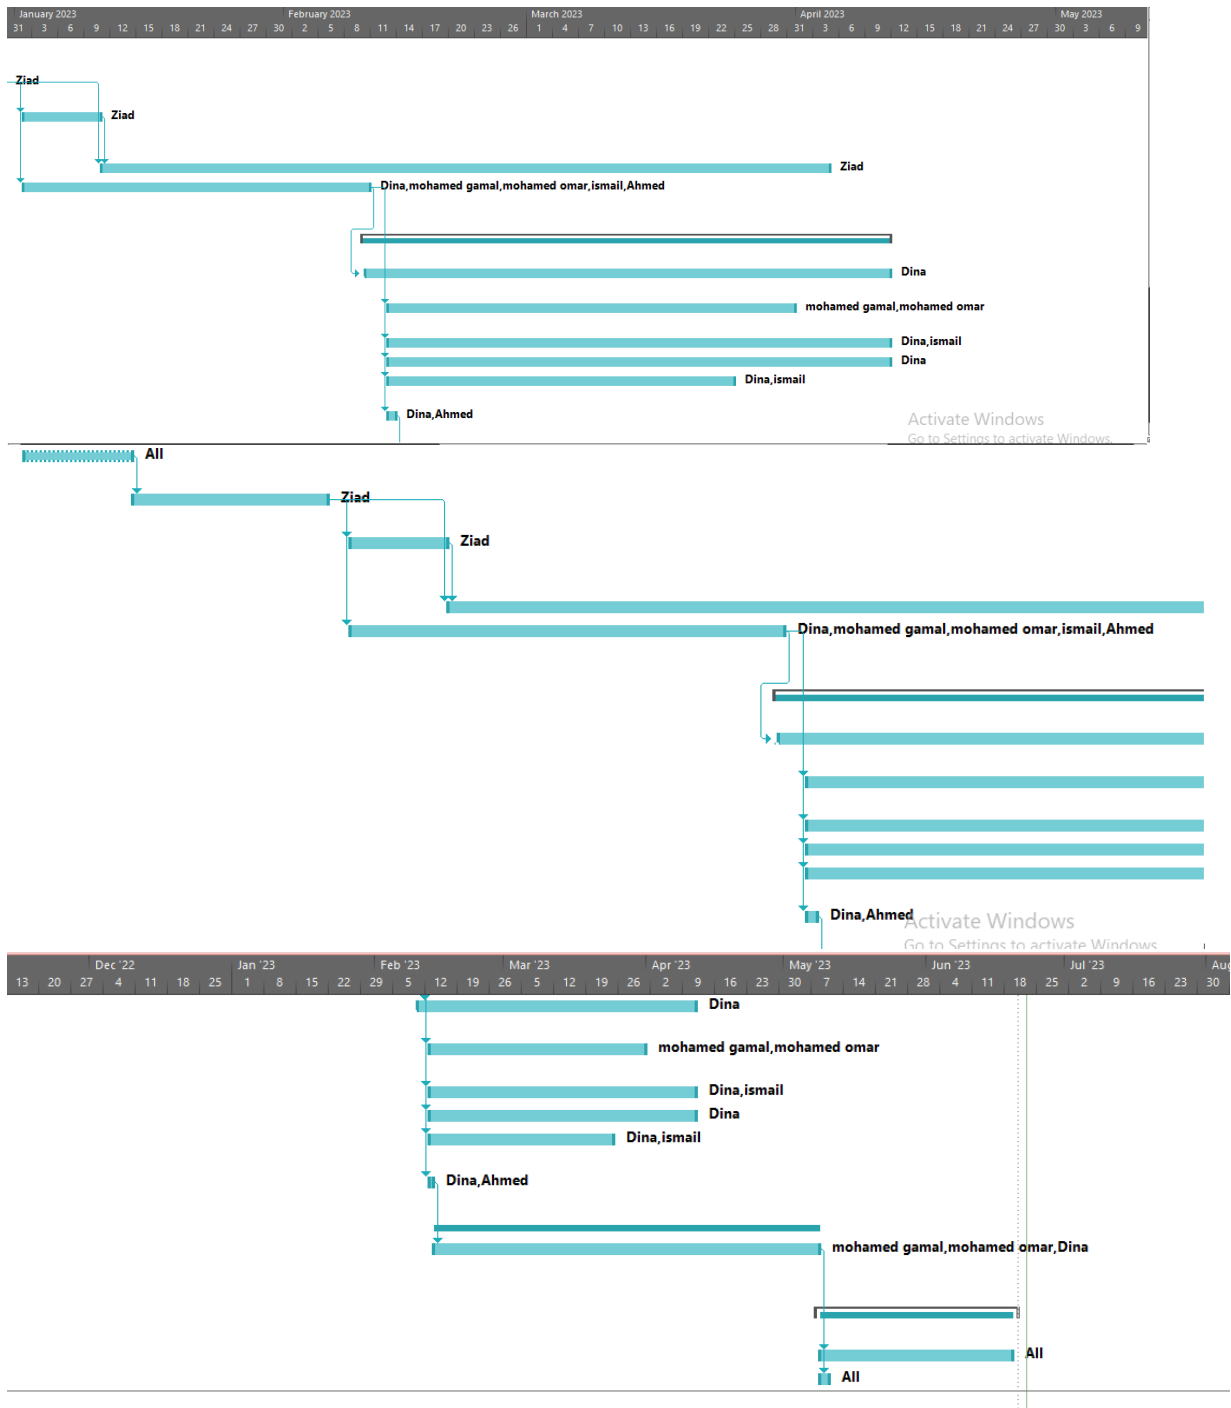 January 2023 February 2023 March 2023 April 2023 May 2023
31 3 6 9 12 15 18 21 24 27 30 2 5 8 11 14 17 20 23 26 1 4 7 10 13 16 19 22 25 28 31 3 6 9 12 15 18 21 24 27 30 3 6 9
Ziad
Ziad
Ziad
Dina,mohamed gamal,mohamed omar,ismail,Ahmed
Dina
mohamed gamal,mohamed omar
Dina,ismail
Dina
Dina,ismail
Dina,Ahmed
Activate Windows
Go to Settings to activate Windows.
All
Ziad
Ziad
Dina,mohamed gamal,mohamed omar,ismail,Ahmed
Dina,Ahmed
Activate Windows
Go to Settings to activate Windows
Dec '22 Jan '23 Feb '23 Mar '23 Apr '23 May '23 Jun '23 Jul '23 Aug
13 20 27 4 11 18 25 1 8 15 22 29 5 12 19 26 5 12 19 26 2 9 16 23 30 7 14 21 28 4 11 18 25 2 9 16 23 30
Dina
mohamed gamal,mohamed omar
Dina,ismail
Dina
Dina,ismail
Dina,Ahmed
mohamed gamal,mohamed omar,Dina
All
All